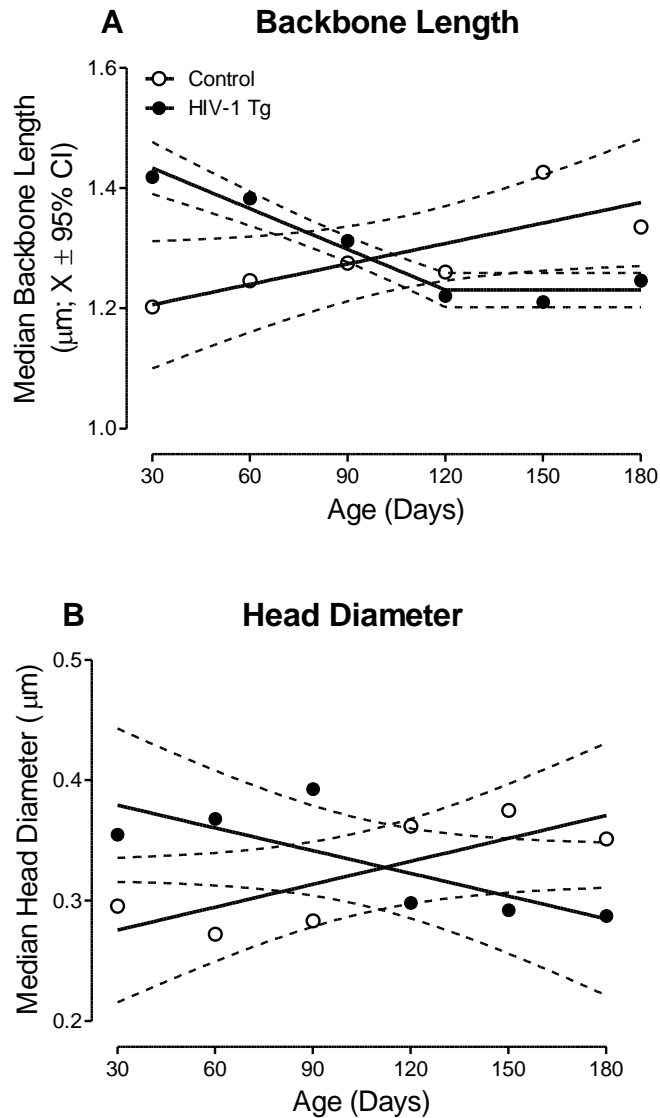 A Backbone Length
Control
HIV-1 Tg
Median Backbone Length
(μm; X ± 95% CI)
1.6
1.4
1.2
1.0
30 60 90 120 150 180
Age (Days)
B Head Diameter
Median Head Diameter ( μm)
0.5
0.4
0.3
0.2
30 60 90 120 150 180
Age (Days)